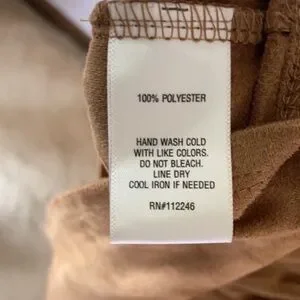 100% POLYESTER
HAND WASH COLD
WITH LIKE COLORS.
DO NOT BLEACH.
LINE DRY
COOL IRON IF NEEDED
RN#112246